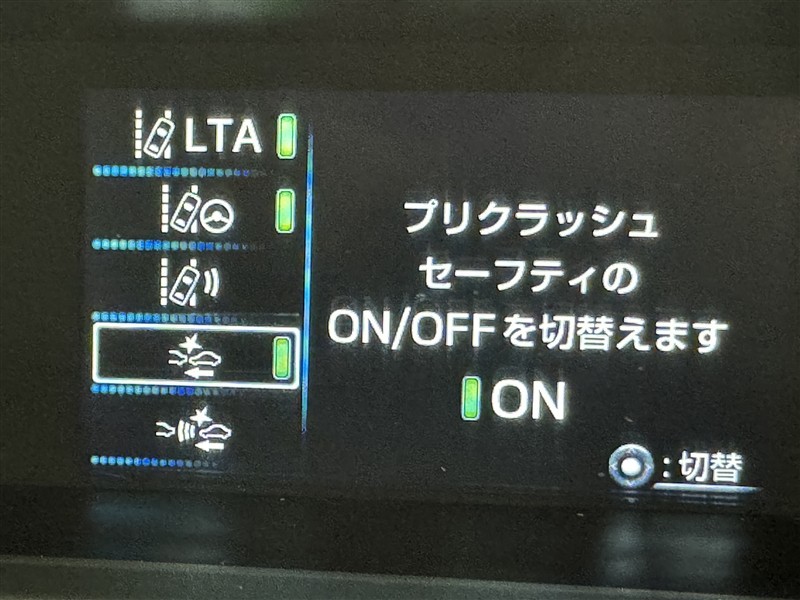 LTA
プリクラッシュ
セーフティの
ON/OFFを切替えます
ON
:切替